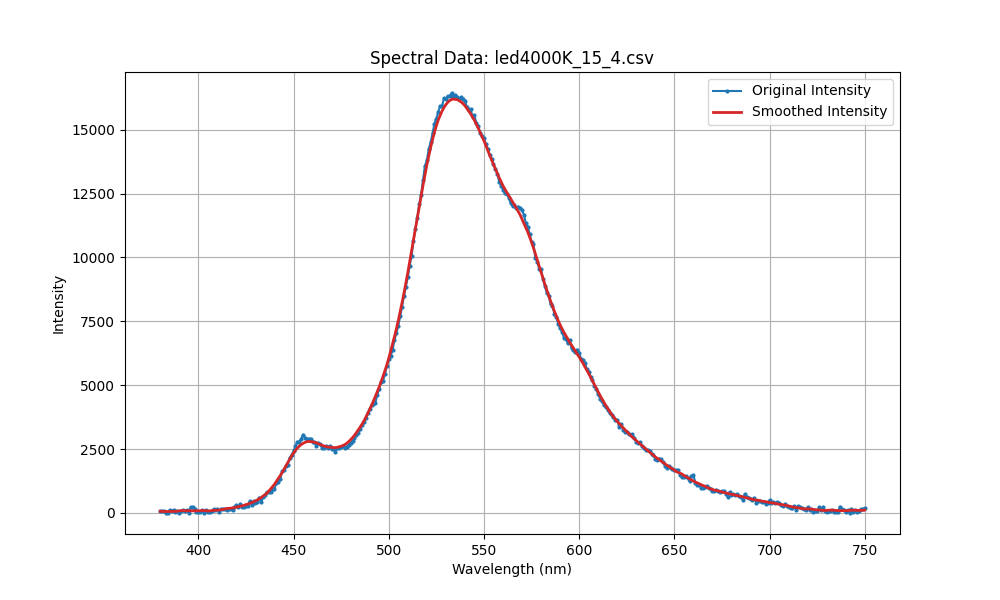 Spectral Data: led4000K_15_4.csv
Original Intensity
Smoothed Intensity
Intensity
15000
12500
10000
7500
5000
2500
0
400 450 500 550 600 650 700 750
Wavelength (nm)